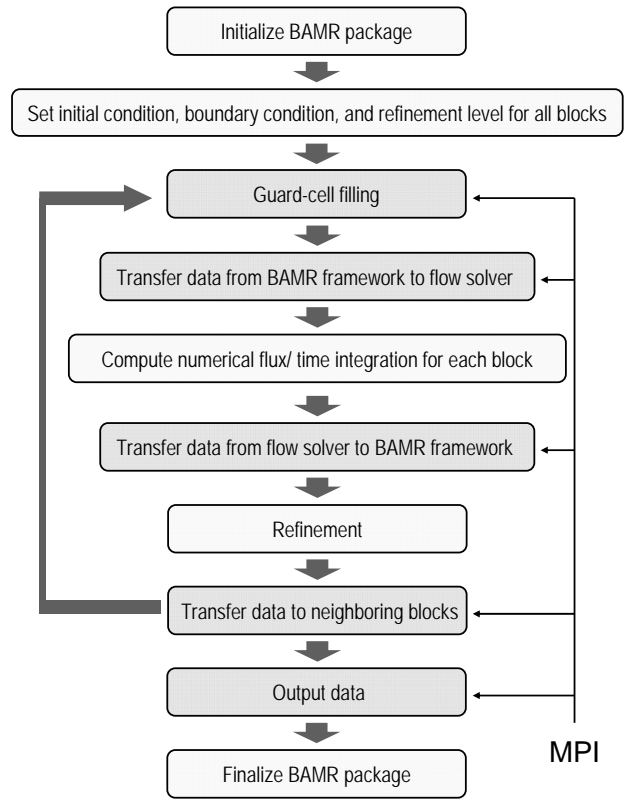 Initialize BAMR package
Set initial condition, boundary condition, and refinement level for all blocks
Guard-cell filling
Transfer data from BAMR framework to flow solver
Compute numerical flux/ time integration for each block
Transfer data from flow solver to BAMR framework
Refinement
Transfer data to neighboring blocks
Output data
MPI
Finalize BAMR package